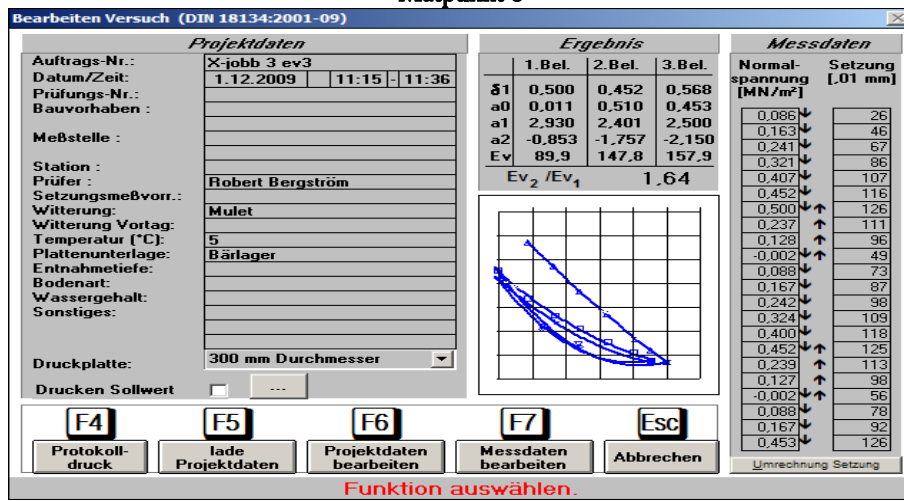 Bearbeiten Versuch (DIN 18134:2001-09)
Projektdaten
Auftrags-Nr.: X-jobb 3 ev3
Datum/Zeit: 1.12.2009 11:15 - 11:36
Prüfungs-Nr.:
Bauvorhaben :
Meßstelle :
Station :
Prüfer : Robert Bergström
Setzungsmeßvorr.:
Witterung: Mulet
Witterung Vortag:
Temperatur (°C): 5
Plattenunterlage: Bärlager
Entnahmetiefe:
Bodenart:
Wassergehalt:
Sonstiges:
Druckplatte: 300 mm Durchmesser
Drucken Sollwert ...
Ergebnis
1.Bel. 2.Bel. 3.Bel.
δ1 0,500 0,452 0,568
a0 0,011 0,510 0,453
a1 2,930 2,401 2,500
a2 -0,853 -1,757 -2,150
Ev 89,9 147,8 157,9
Ev2 /Ev1 1,64
Messdaten
Normal- Setzung
spannung [,01 mm]
[MN/m²]
0,086 26
0,163 46
0,241 67
0,321 86
0,407 107
0,452 116
0,500 126
0,237 111
0,128 96
-0,002 49
0,088 73
0,167 87
0,242 98
0,324 109
0,400 118
0,452 125
0,239 113
0,127 98
-0,002 56
0,088 78
0,167 92
0,453 126
Umrechnung Setzung
F4 F5 F6 F7 Esc
Protokoll-
druck
lade
Projektdaten
Projektdaten
bearbeiten
Messdaten
bearbeiten
Abbrechen
Funktion auswählen.